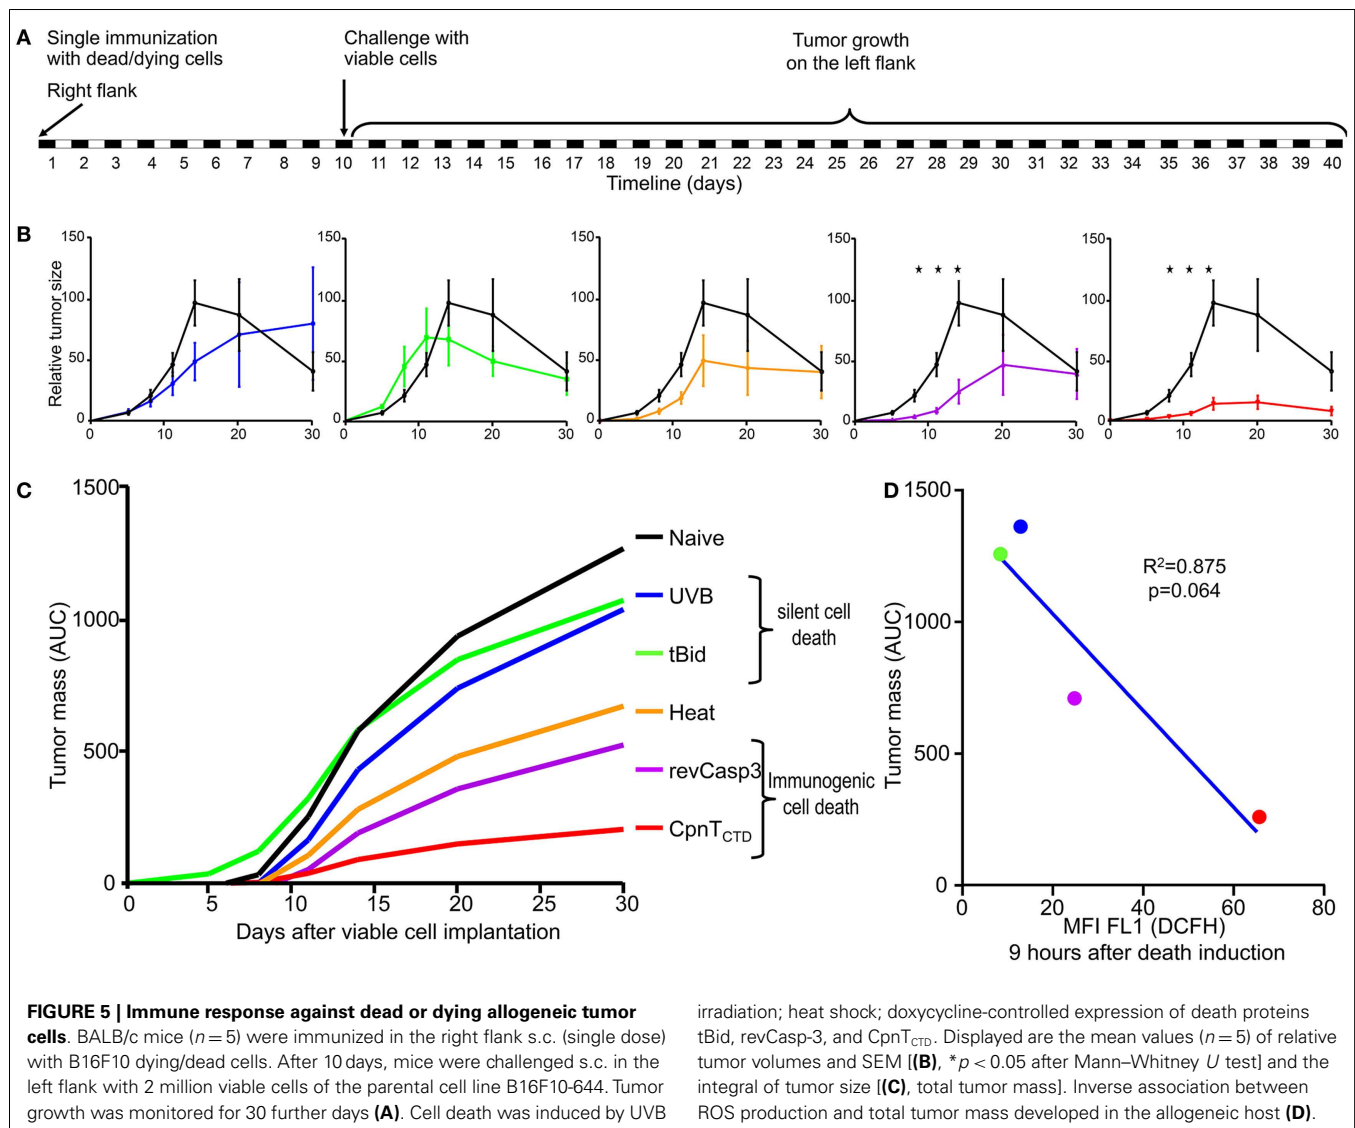 A
Single immunization
with dead/dying cells
Right flank
Challenge with
viable cells
Tumor growth
on the left flank
1 2 3 4 5 6 7 8 9 10 11 12 13 14 15 16 17 18 19 20 21 22 23 24 25 26 27 28 29 30 31 32 33 34 35 36 37 38 39 40
Timeline (days)
B
Relative tumor size
150
100
50
0
0 10 20 30
150
100
50
0
0 10 20 30
150
100
50
0
0 10 20 30
150
100
50
0
0 10 20 30
★ ★ ★
150
100
50
0
0 10 20 30
★ ★ ★
C
Tumor mass (AUC)
1500
1000
500
0
0 5 10 15 20 25 30
Days after viable cell implantation
Naive
UVB
tBid
silent cell
death
Heat
revCasp3
CpnTCTD
Immunogenic
cell death
D
Tumor mass (AUC)
1500
1000
500
0
R2=0.875
p=0.064
0 20 40 60 80
MFI FL1 (DCFH)
9 hours after death induction
FIGURE 5 | Immune response against dead or dying allogeneic tumor
cells. BALB/c mice (n = 5) were immunized in the right flank s.c. (single dose)
with B16F10 dying/dead cells. After 10 days, mice were challenged s.c. in the
left flank with 2 million viable cells of the parental cell line B16F10-644. Tumor
growth was monitored for 30 further days (A). Cell death was induced by UVB
irradiation; heat shock; doxycycline-controlled expression of death proteins
tBid, revCasp-3, and CpnTCTD. Displayed are the mean values (n = 5) of relative
tumor volumes and SEM [(B), *p < 0.05 after Mann–Whitney U test] and the
integral of tumor size [(C), total tumor mass]. Inverse association between
ROS production and total tumor mass developed in the allogeneic host (D).